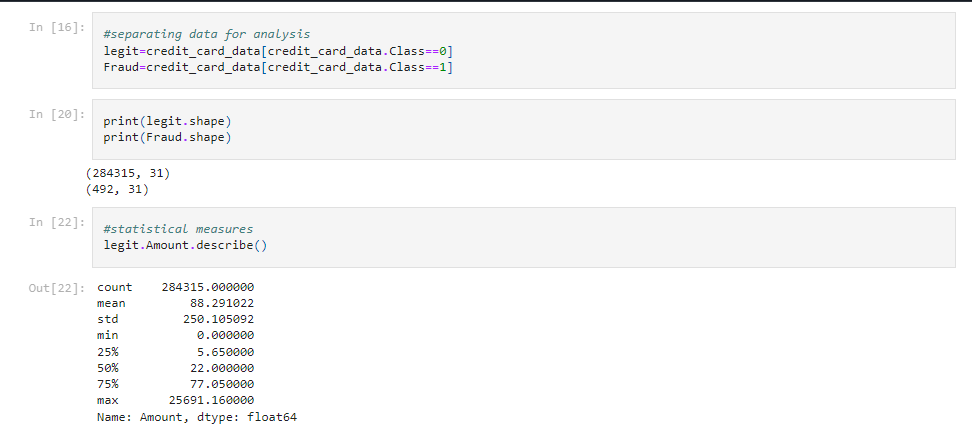 In [16]:
#separating data for analysis
legit=credit_card_data[credit_card_data.Class==0]
Fraud=credit_card_data[credit_card_data.Class==1]
In [20]:
print(legit.shape)
print(Fraud.shape)
(284315, 31)
(492, 31)
In [22]:
#statistical measures
legit.Amount.describe()
Out[22]:
count    284315.000000
mean         88.291022
std         250.105092
min           0.000000
25%           5.650000
50%          22.000000
75%          77.050000
max       25691.160000
Name: Amount, dtype: float64